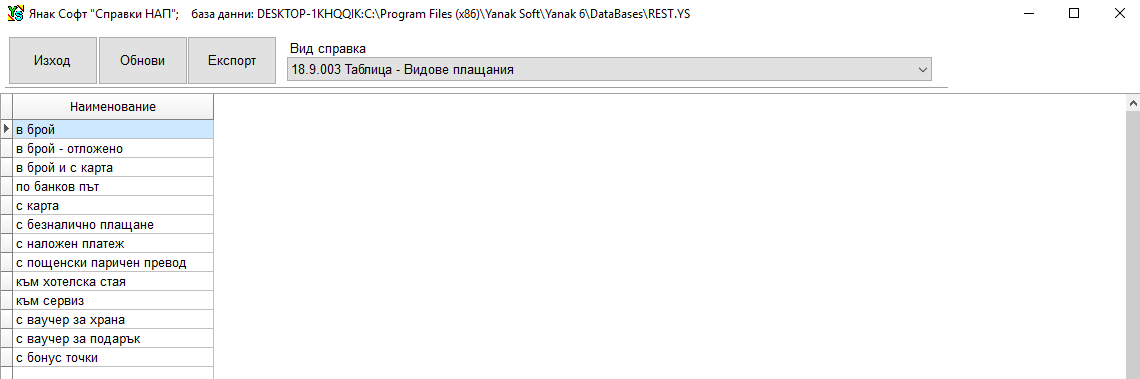 Янак Софт "Справки НАП"; база данни: DESKTOP-1KHQQIK:C:\Program Files (x86)\Yanak Soft\Yanak 6\DataBases\REST.YS
Изход Обнови Експорт
Вид справка
18.9.003 Таблица - Видове плащания
Наименование
в брой
в брой - отложено
в брой и с карта
по банков път
с карта
с безналично плащане
с наложен платеж
с пощенски паричен превод
към хотелска стая
към сервиз
с ваучер за храна
с ваучер за подарък
с бонус точки